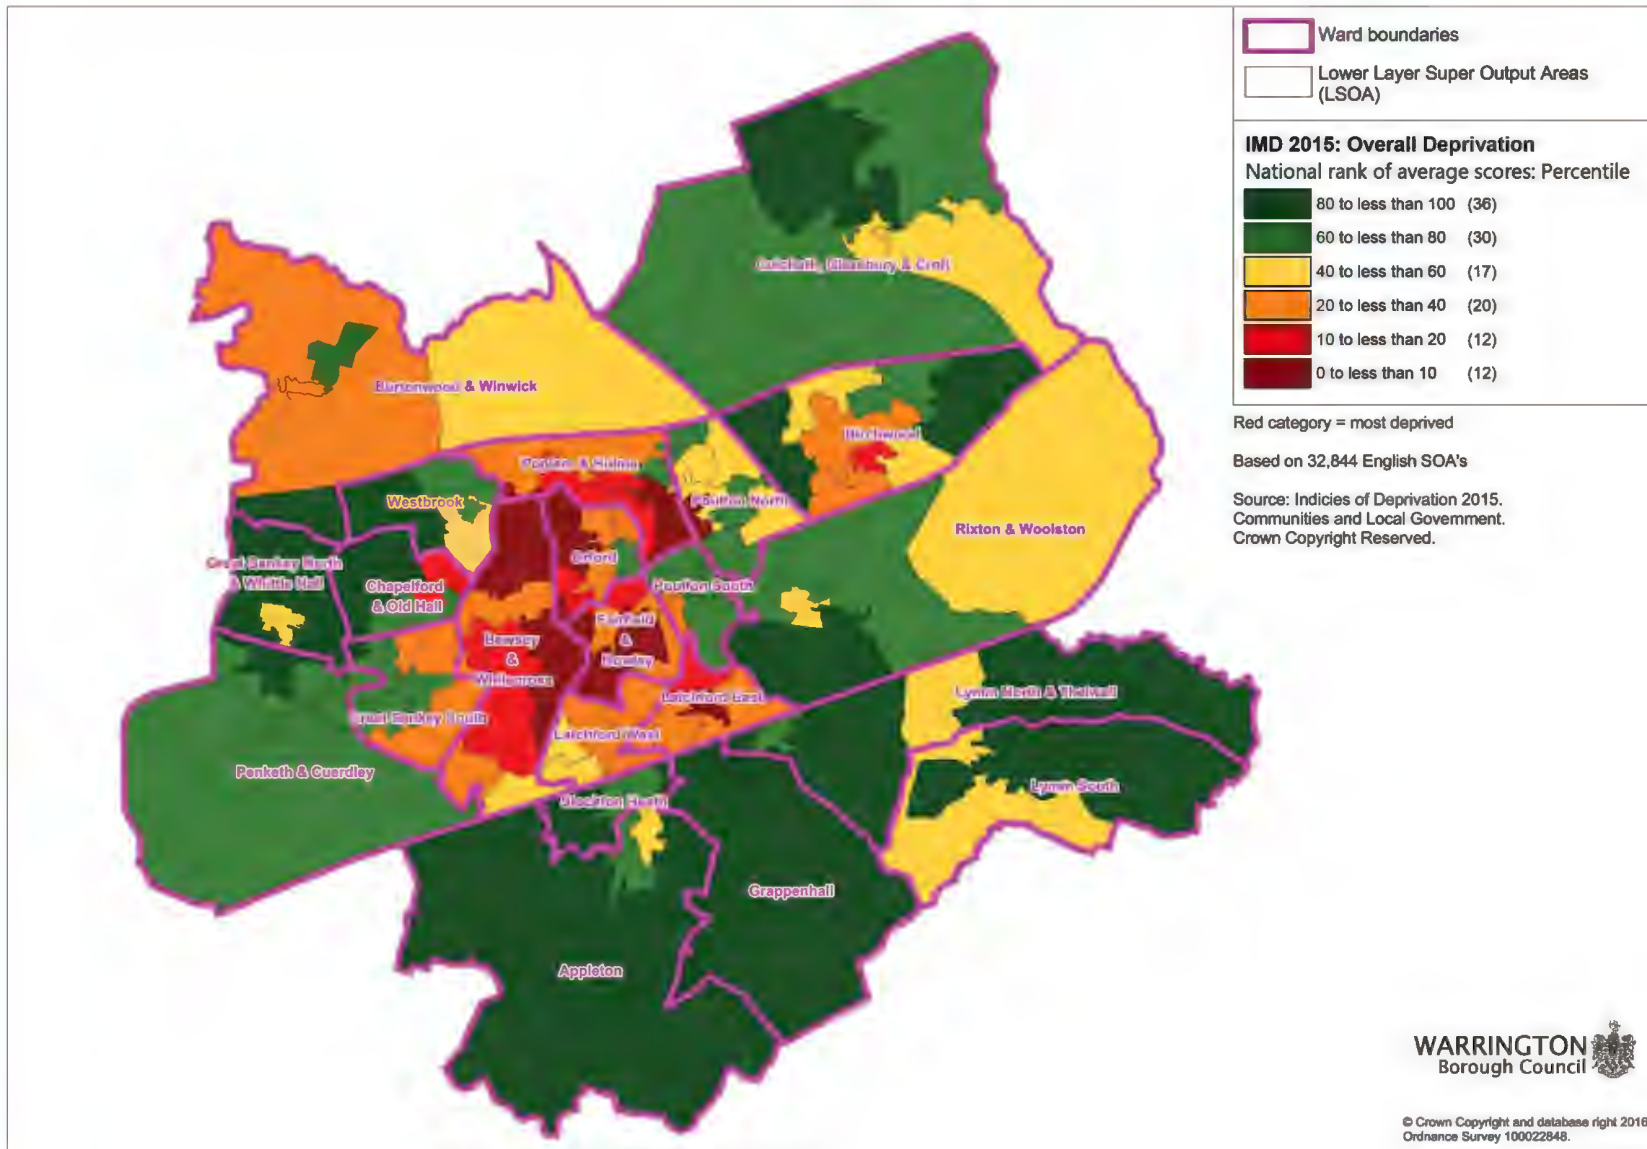 Ward boundaries
Lower Layer Super Output Areas
(LSOA)
IMD 2015: Overall Deprivation
National rank of average scores: Percentile
80 to less than 100 (36)
60 to less than 80 (30)
40 to less than 60 (17)
20 to less than 40 (20)
10 to less than 20 (12)
0 to less than 10 (12)
Red category = most deprived
Based on 32,844 English SOA's
Source: Indicies of Deprivation 2015.
Communities and Local Government.
Crown Copyright Reserved.
& Croft
Burtonwood & Winwick
Birchwood
Poulton North
Westbrook
Rixton & Woolston
Orford
Great Sankey North
& Whittle Hall
Chapelford
& Old Hall
Poulton South
Fairfield
&
Howley
Bewsey
&
Whitecross
Latchford East
Lymm North & Thelwall
Great Sankey South
Latchford West
Penketh & Cuerdley
Lymm South
Stockton Heath
Grappenhall
Appleton
WARRINGTON
Borough Council
© Crown Copyright and database right 2016
Ordnance Survey 100022848.